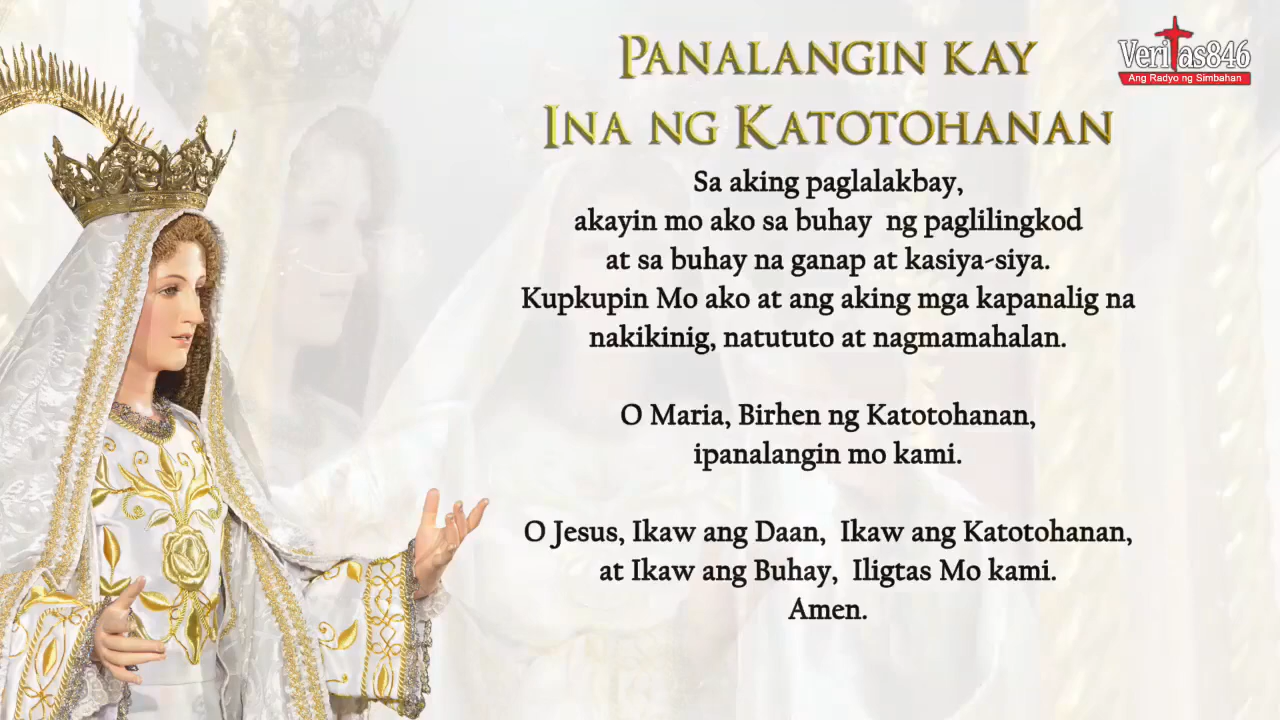 Panalangin kay
Ina ng Katotohanan
Veritas846
Ang Radyo ng Simbahan
Sa aking paglalakbay,
akayin mo ako sa buhay  ng paglilingkod
at sa buhay na ganap at kasiya-siya.
Kupkupin Mo ako at ang aking mga kapanalig na
nakikinig, natututo at nagmamahalan.
O Maria, Birhen ng Katotohanan,
ipanalangin mo kami.
O Jesus, Ikaw ang Daan,  Ikaw ang Katotohanan,
at Ikaw ang Buhay,  Iligtas Mo kami.
Amen.